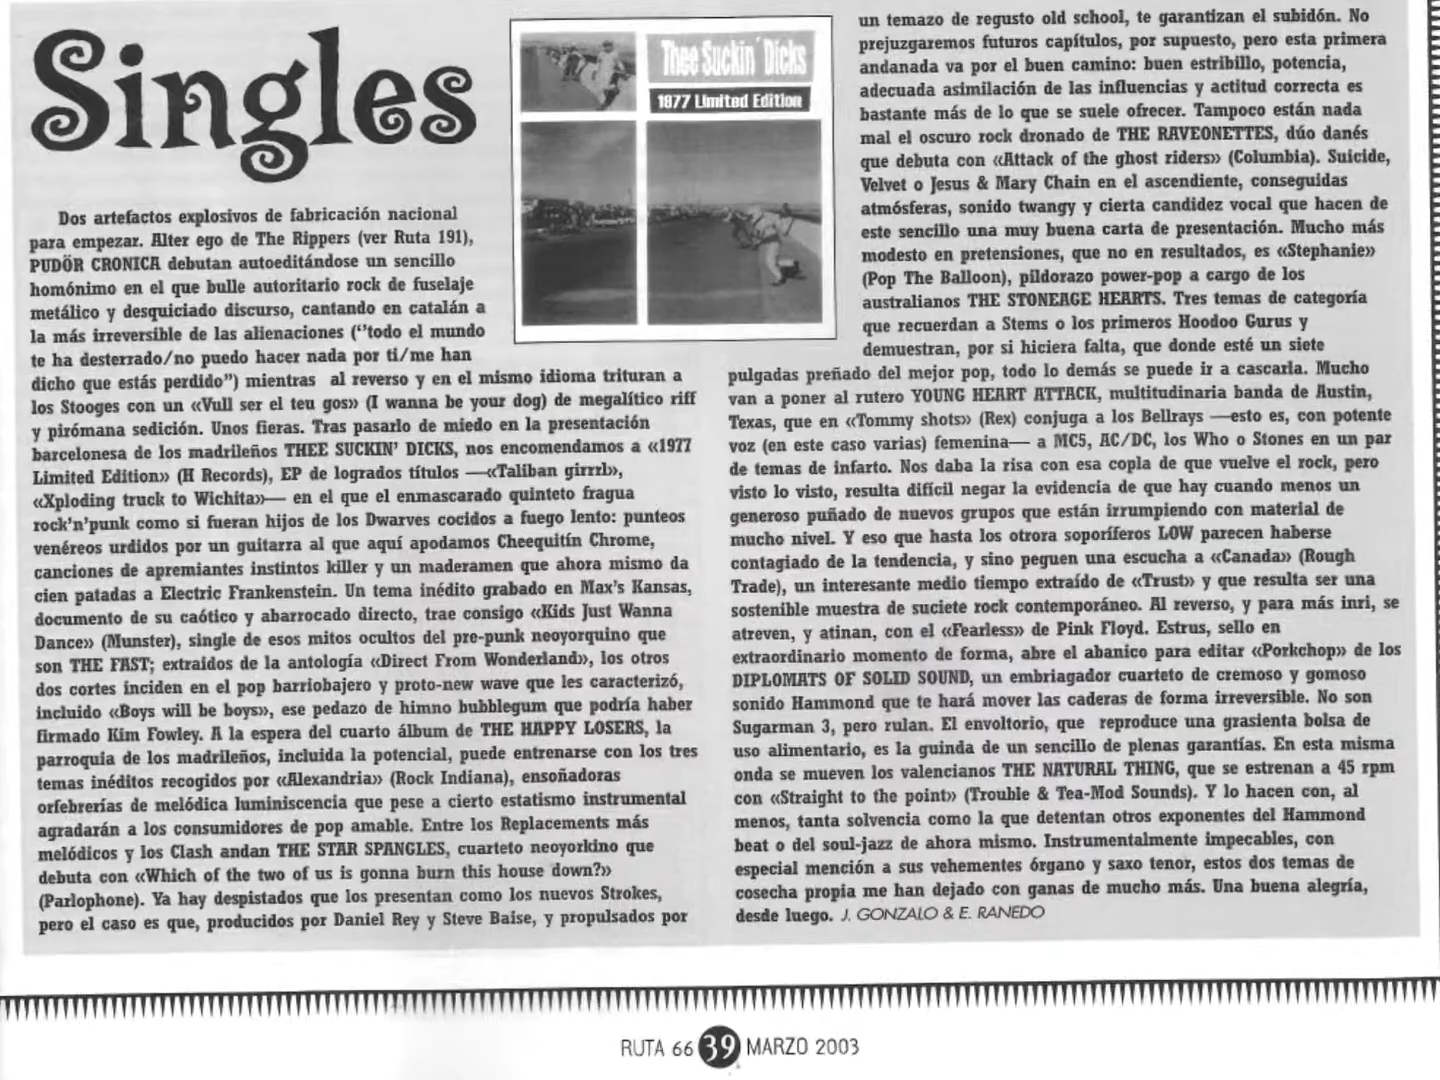 Singles
Thee Suckin' Dicks
1977 Limited Edition
Dos artefactos explosivos de fabricación nacional
para empezar. Alter ego de The Rippers (ver Ruta 191),
PUDÖR CRONICA debutan autoeditándose un sencillo
homónimo en el que bulle autoritario rock de fuselaje
metálico y desquiciado discurso, cantando en catalán a
la más irreversible de las alienaciones ("todo el mundo
te ha desterrado/no puedo hacer nada por ti/me han
dicho que estás perdido") mientras al reverso y en el mismo idioma trituran a
los Stooges con un «Vull ser el teu gos» (I wanna be your dog) de megalítico riff
y pirómana sedición. Unos fieras. Tras pasarlo de miedo en la presentación
barcelonesa de los madrileños THEE SUCKIN' DICKS, nos encomendamos a «1977
Limited Edition» (H Records), EP de logrados títulos —«Taliban girrrl»,
«Xploding truck to Wichita»— en el que el enmascarado quinteto fragua
rock'n'punk como si fueran hijos de los Dwarves cocidos a fuego lento: punteos
venéreos urdidos por un guitarra al que aquí apodamos Cheequitín Chrome,
canciones de apremiantes instintos killer y un maderamen que ahora mismo da
cien patadas a Electric Frankenstein. Un tema inédito grabado en Max's Kansas,
documento de su caótico y abarrocado directo, trae consigo «Kids Just Wanna
Dance» (Munster), single de esos mitos ocultos del pre-punk neoyorquino que
son THE FAST; extraidos de la antología «Direct From Wonderland», los otros
dos cortes inciden en el pop barriobajero y proto-new wave que les caracterizó,
incluido «Boys will be boys», ese pedazo de himno bubblegum que podría haber
firmado Kim Fowley. A la espera del cuarto álbum de THE HAPPY LOSERS, la
parroquia de los madrileños, incluida la potencial, puede entrenarse con los tres
temas inéditos recogidos por «Alexandria» (Rock Indiana), ensoñadoras
orfebrerías de melódica luminiscencia que pese a cierto estatismo instrumental
agradarán a los consumidores de pop amable. Entre los Replacements más
melódicos y los Clash andan THE STAR SPANGLES, cuarteto neoyorkino que
debuta con «Which of the two of us is gonna burn this house down?»
(Parlophone). Ya hay despistados que los presentan como los nuevos Strokes,
pero el caso es que, producidos por Daniel Rey y Steve Baise, y propulsados por
un temazo de regusto old school, te garantizan el subidón. No
prejuzgaremos futuros capítulos, por supuesto, pero esta primera
andanada va por el buen camino: buen estribillo, potencia,
adecuada asimilación de las influencias y actitud correcta es
bastante más de lo que se suele ofrecer. Tampoco están nada
mal el oscuro rock dronado de THE RAVEONETTES, dúo danés
que debuta con «Attack of the ghost riders» (Columbia). Suicide,
Velvet o Jesus & Mary Chain en el ascendiente, conseguidas
atmósferas, sonido twangy y cierta candidez vocal que hacen de
este sencillo una muy buena carta de presentación. Mucho más
modesto en pretensiones, que no en resultados, es «Stephanie»
(Pop The Balloon), pildorazo power-pop a cargo de los
australianos THE STONEAGE HEARTS. Tres temas de categoría
que recuerdan a Stems o los primeros Hoodoo Gurus y
demuestran, por si hiciera falta, que donde esté un siete
pulgadas preñado del mejor pop, todo lo demás se puede ir a cascarla. Mucho
van a poner al rutero YOUNG HEART ATTACK, multitudinaria banda de Austin,
Texas, que en «Tommy shots» (Rex) conjuga a los Bellrays —esto es, con potente
voz (en este caso varias) femenina— a MC5, AC/DC, los Who o Stones en un par
de temas de infarto. Nos daba la risa con esa copla de que vuelve el rock, pero
visto lo visto, resulta difícil negar la evidencia de que hay cuando menos un
generoso puñado de nuevos grupos que están irrumpiendo con material de
mucho nivel. Y eso que hasta los otrora soporíferos LOW parecen haberse
contagiado de la tendencia, y sino peguen una escucha a «Canada» (Rough
Trade), un interesante medio tiempo extraído de «Trust» y que resulta ser una
sostenible muestra de suciete rock contemporáneo. Al reverso, y para más inri, se
atreven, y atinan, con el «Fearless» de Pink Floyd. Estrus, sello en
extraordinario momento de forma, abre el abanico para editar «Porkchop» de los
DIPLOMATS OF SOLID SOUND, un embriagador cuarteto de cremoso y gomoso
sonido Hammond que te hará mover las caderas de forma irreversible. No son
Sugarman 3, pero rulan. El envoltorio, que reproduce una grasienta bolsa de
uso alimentario, es la guinda de un sencillo de plenas garantías. En esta misma
onda se mueven los valencianos THE NATURAL THING, que se estrenan a 45 rpm
con «Straight to the point» (Trouble & Tea-Mod Sounds). Y lo hacen con, al
menos, tanta solvencia como la que detentan otros exponentes del Hammond
beat o del soul-jazz de ahora mismo. Instrumentalmente impecables, con
especial mención a sus vehementes órgano y saxo tenor, estos dos temas de
cosecha propia me han dejado con ganas de mucho más. Una buena alegría,
desde luego. J. GONZALO & E. RANEDO
RUTA 66 39 MARZO 2003